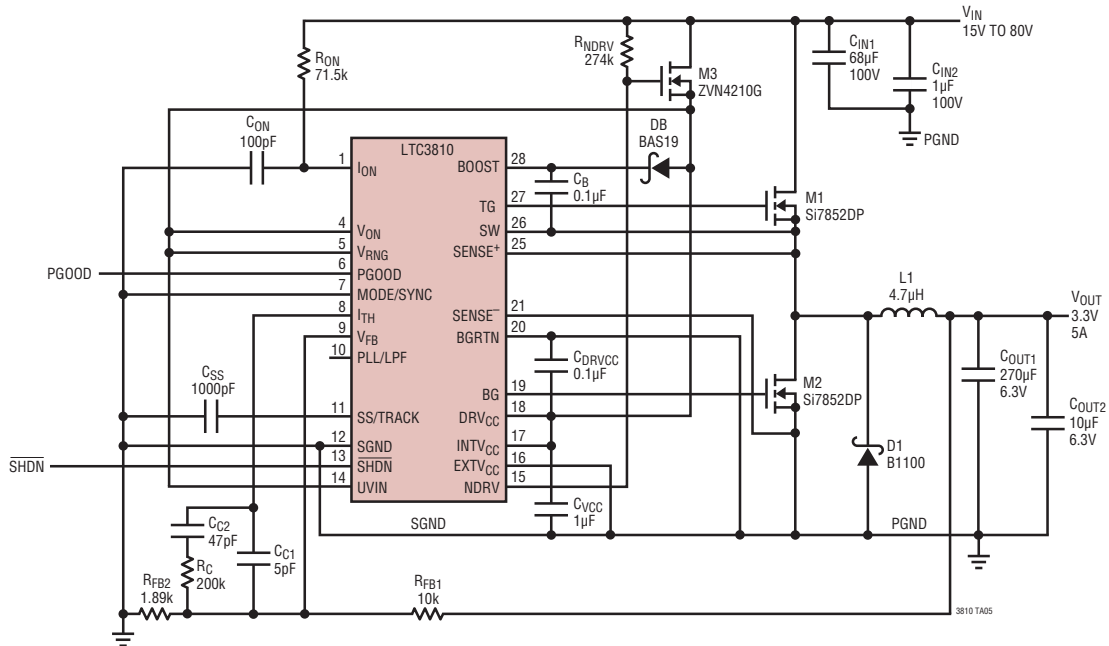 VIN
15V TO 80V
RON
71.5k
RNDRV
274k
M3
ZVN4210G
CIN1
68µF
100V
CIN2
1µF
100V
PGND
CON
100pF
DB
BAS19
LTC3810
1
ION
BOOST
28
CB
0.1µF
TG
27
M1
Si7852DP
4
VON
SW
26
5
VRNG
SENSE+
25
PGOOD
6
PGOOD
7
MODE/SYNC
8
ITH
SENSE–
21
9
VFB
BGRTN
20
10
PLL/LPF
L1
4.7µH
VOUT
3.3V
5A
CDRVCC
0.1µF
COUT1
270µF
6.3V
COUT2
10µF
6.3V
CSS
1000pF
BG
19
M2
Si7852DP
11
SS/TRACK
DRVCC
18
12
SGND
INTVCC
17
SHDN
13
SHDN
EXTVCC
16
14
UVIN
NDRV
15
D1
B1100
CVCC
1µF
SGND
PGND
CC2
47pF
RC
200k
CC1
5pF
RFB2
1.89k
RFB1
10k
3810 TA05